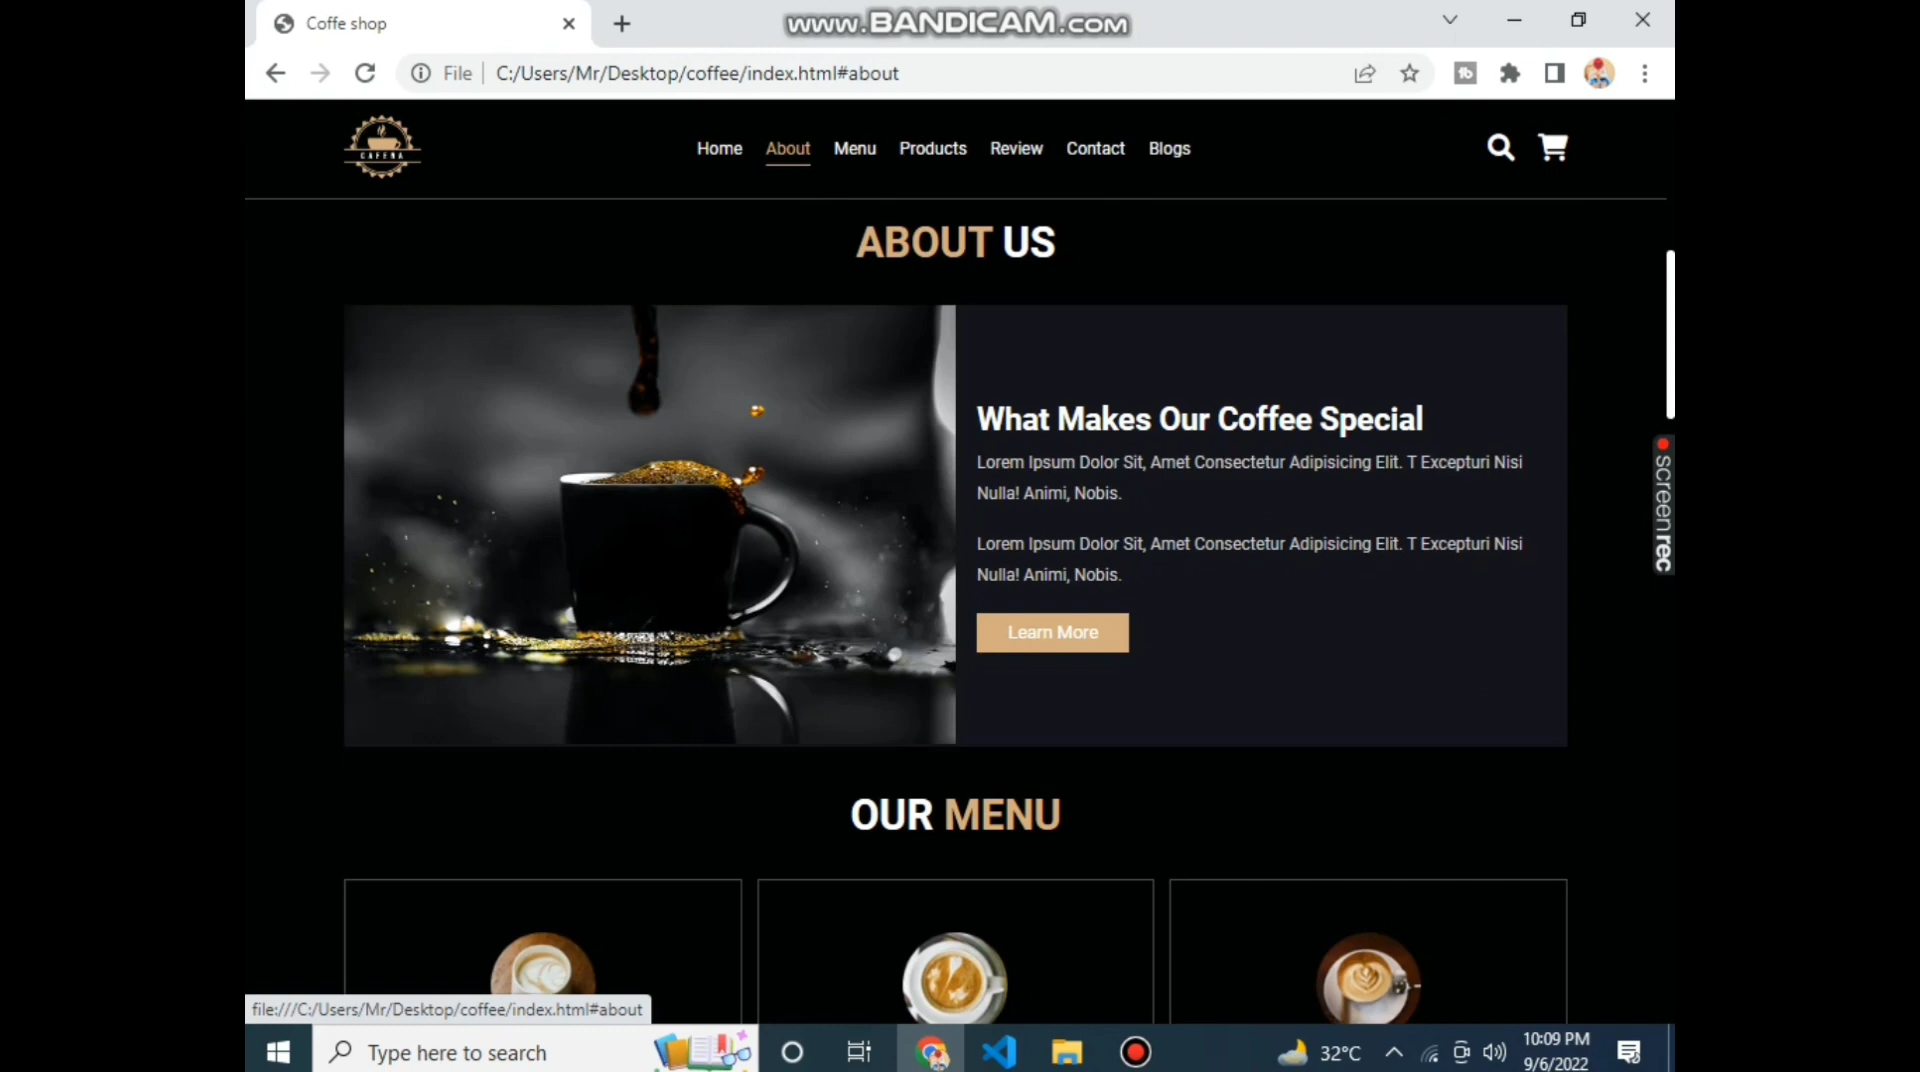 Coffe shop
www.BANDICAM.com
File
C:/Users/Mr/Desktop/coffee/index.html#about
CAFENA
Home
About
Menu
Products
Review
Contact
Blogs
ABOUT US
What Makes Our Coffee Special
Lorem Ipsum Dolor Sit, Amet Consectetur Adipisicing Elit. T Excepturi Nisi
Nulla! Animi, Nobis.
Lorem Ipsum Dolor Sit, Amet Consectetur Adipisicing Elit. T Excepturi Nisi
Nulla! Animi, Nobis.
Learn More
screenrec
OUR MENU
file:///C:/Users/Mr/Desktop/coffee/index.html#about
Type here to search
32°C
10:09 PM
9/6/2022